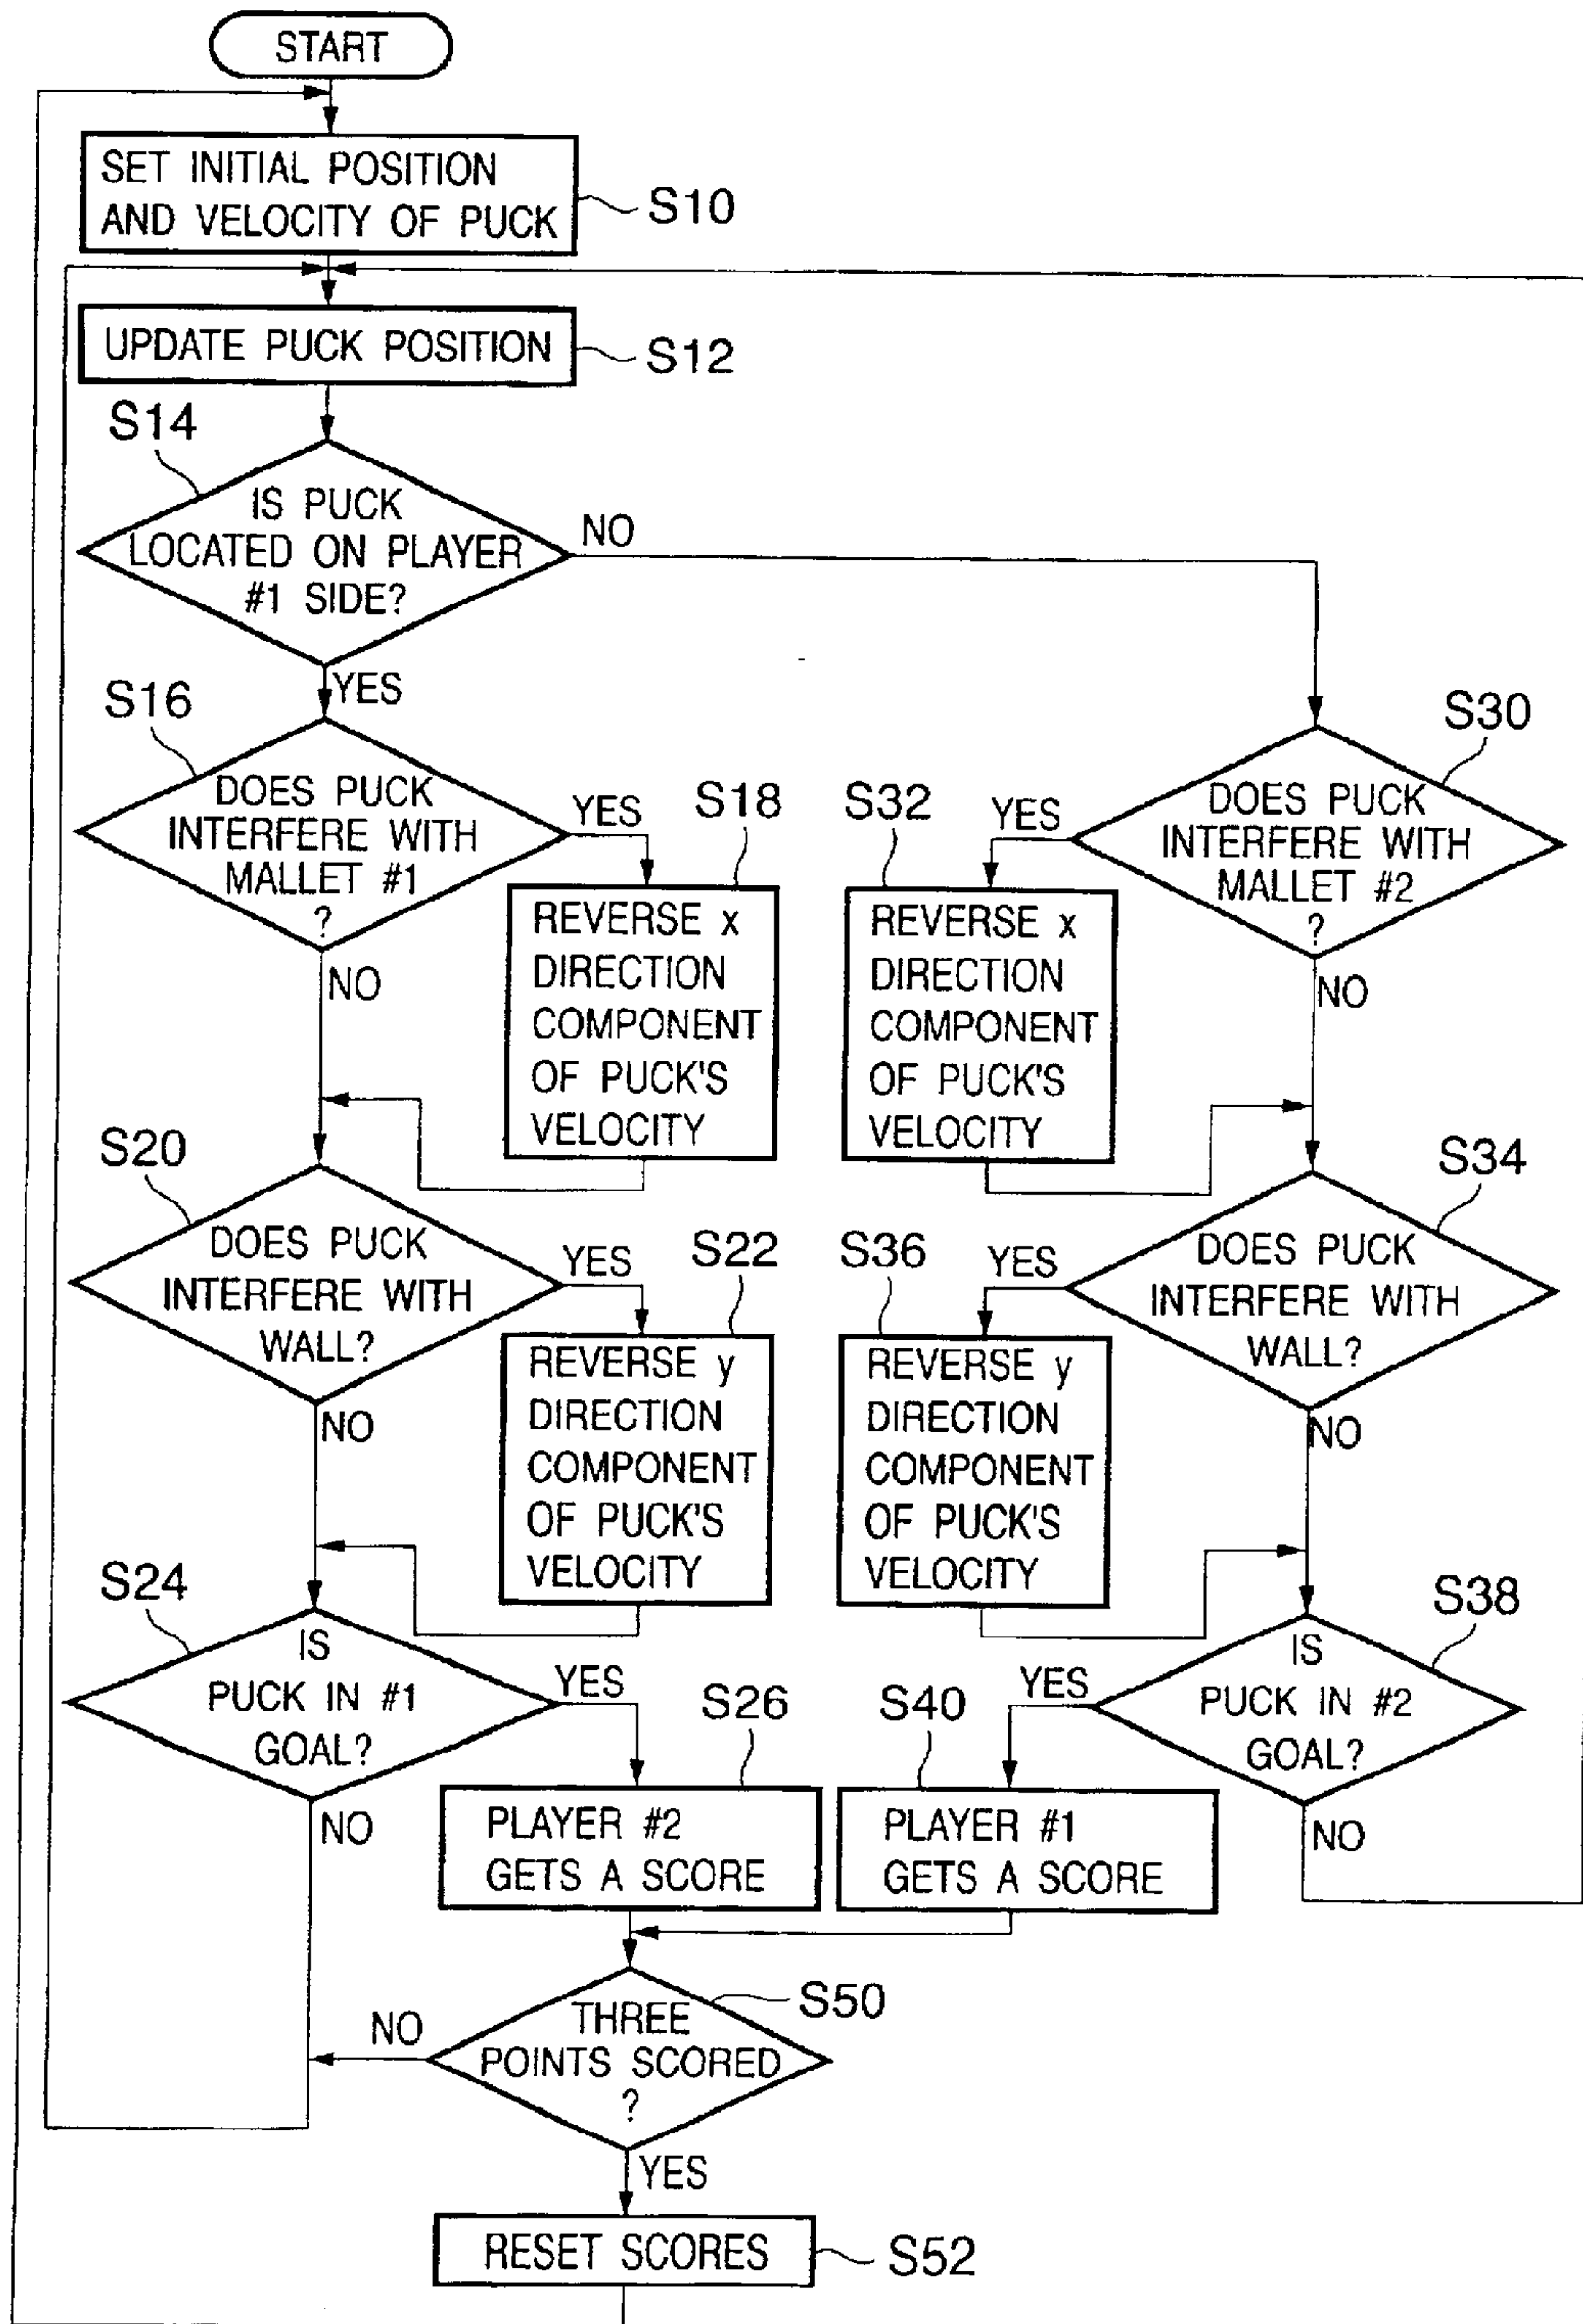 START
SET INITIAL POSITION
AND VELOCITY OF PUCK
S10
UPDATE PUCK POSITION
S12
S14
IS PUCK
LOCATED ON PLAYER
#1 SIDE?
NO
YES
S16
DOES PUCK
INTERFERE WITH
MALLET #1
?
YES
NO
S18
REVERSE x
DIRECTION
COMPONENT
OF PUCK'S
VELOCITY
S30
DOES PUCK
INTERFERE WITH
MALLET #2
?
YES
NO
S32
REVERSE x
DIRECTION
COMPONENT
OF PUCK'S
VELOCITY
S20
DOES PUCK
INTERFERE WITH
WALL?
YES
NO
S22
REVERSE y
DIRECTION
COMPONENT
OF PUCK'S
VELOCITY
S34
DOES PUCK
INTERFERE WITH
WALL?
YES
NO
S36
REVERSE y
DIRECTION
COMPONENT
OF PUCK'S
VELOCITY
S24
IS
PUCK IN #1
GOAL?
YES
NO
S26
PLAYER #2
GETS A SCORE
S38
IS
PUCK IN #2
GOAL?
YES
NO
S40
PLAYER #1
GETS A SCORE
S50
THREE
POINTS SCORED
?
NO
YES
RESET SCORES
S52